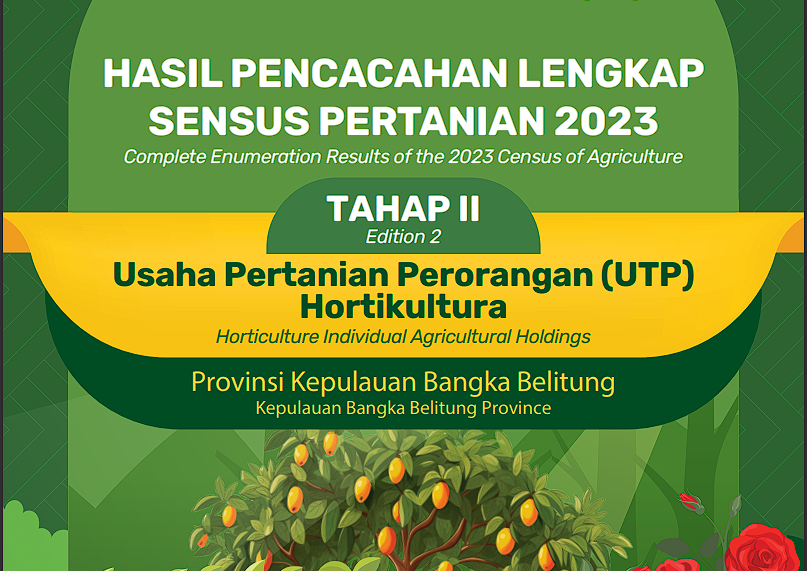 HASIL PENCACAHAN LENGKAP
SENSUS PERTANIAN 2023
Complete Enumeration Results of the 2023 Census of Agriculture
TAHAP II
Edition 2
Usaha Pertanian Perorangan (UTP)
Hortikultura
Horticulture Individual Agricultural Holdings
Provinsi Kepulauan Bangka Belitung
Kepulauan Bangka Belitung Province